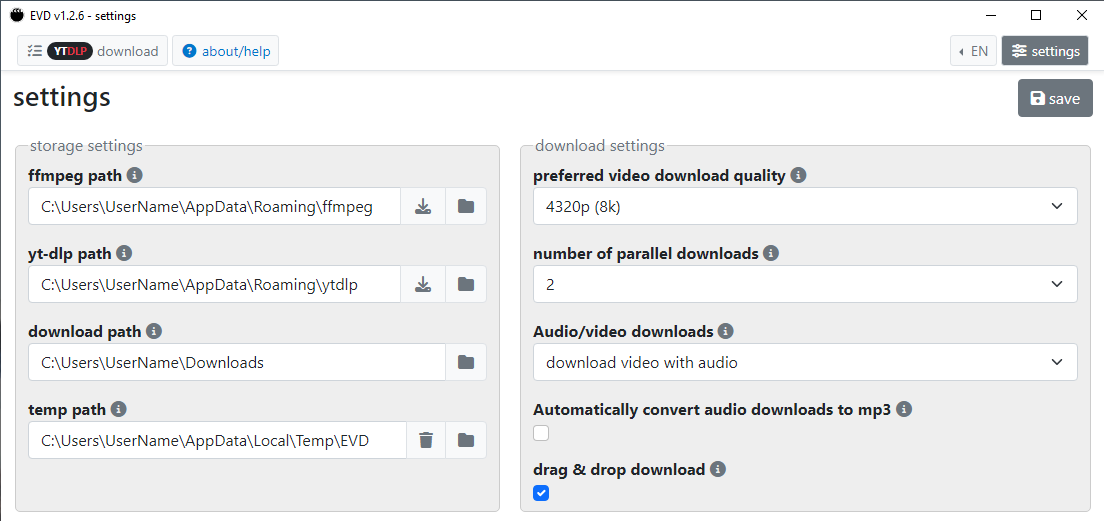 EVD v1.2.6 - settings
YTDLP download
about/help
EN
settings
settings
save
storage settings
ffmpeg path
C:\Users\UserName\AppData\Roaming\ffmpeg
yt-dlp path
C:\Users\UserName\AppData\Roaming\ytdlp
download path
C:\Users\UserName\Downloads
temp path
C:\Users\UserName\AppData\Local\Temp\EVD
download settings
preferred video download quality
4320p (8k)
number of parallel downloads
2
Audio/video downloads
download video with audio
Automatically convert audio downloads to mp3
drag & drop download